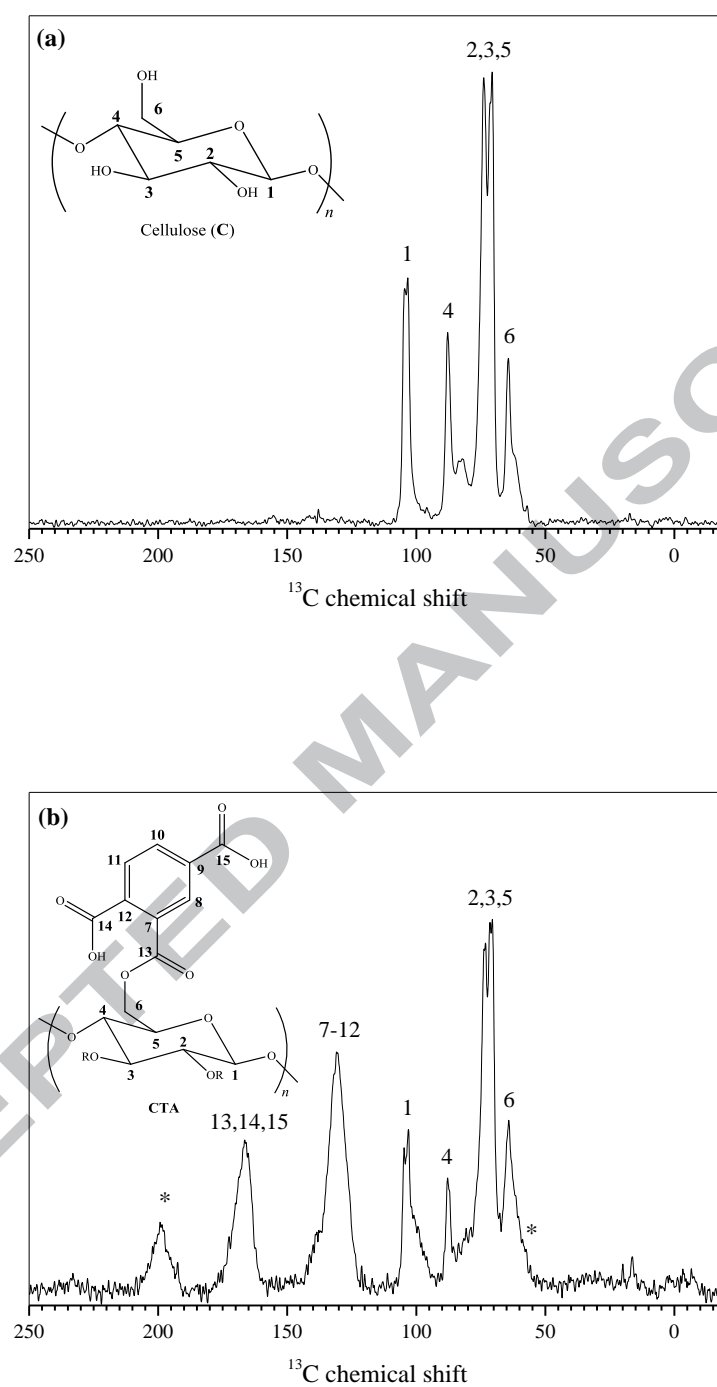 (a)
2,3,5
OH
6
4
O
5
2
O
HO
O
3
OH
1
n
Cellulose (C)
1
4
6
250 200 150 100 50 0
¹³C chemical shift
(b)
O
10
11
15
OH
9
O
8
12
7
14
13
OH
O
O
6
2,3,5
4
O
O
5
2
O
RO
3
OR
1
n
CTA
7-12
13,14,15
1
6
4
*
*
250 200 150 100 50 0
¹³C chemical shift
EPTED MANUSC